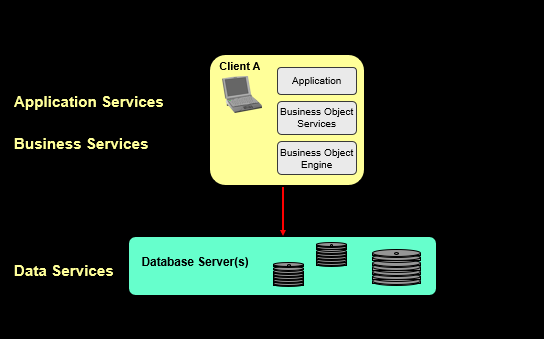 Client A
Application
Application Services
Business Object
Services
Business Services
Business Object
Engine
Database Server(s)
Data Services